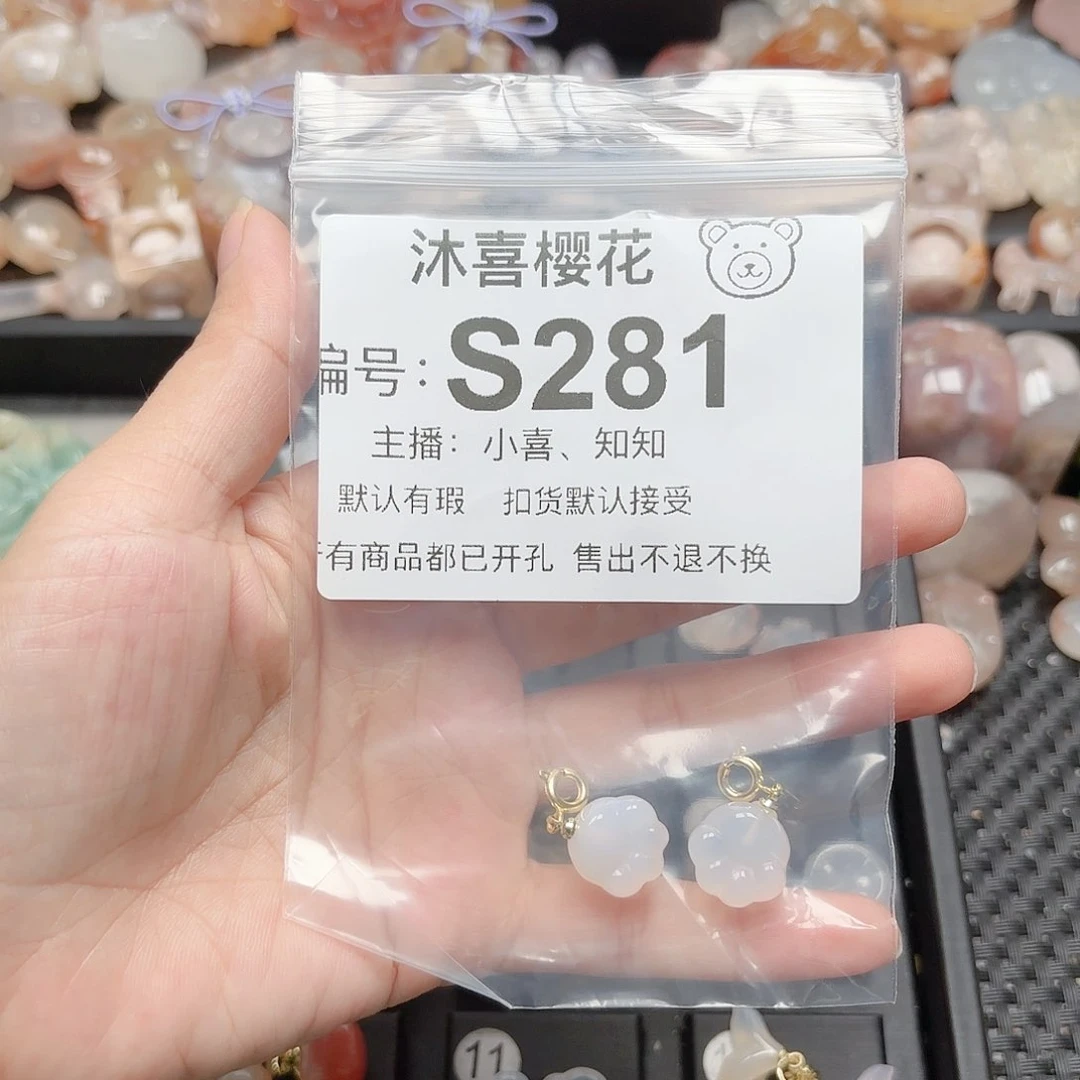 沐喜樱花
编号:S281
主播：小喜、知知
默认有瑕 扣货默认接受
有商品都已开孔 售出不退不换
11